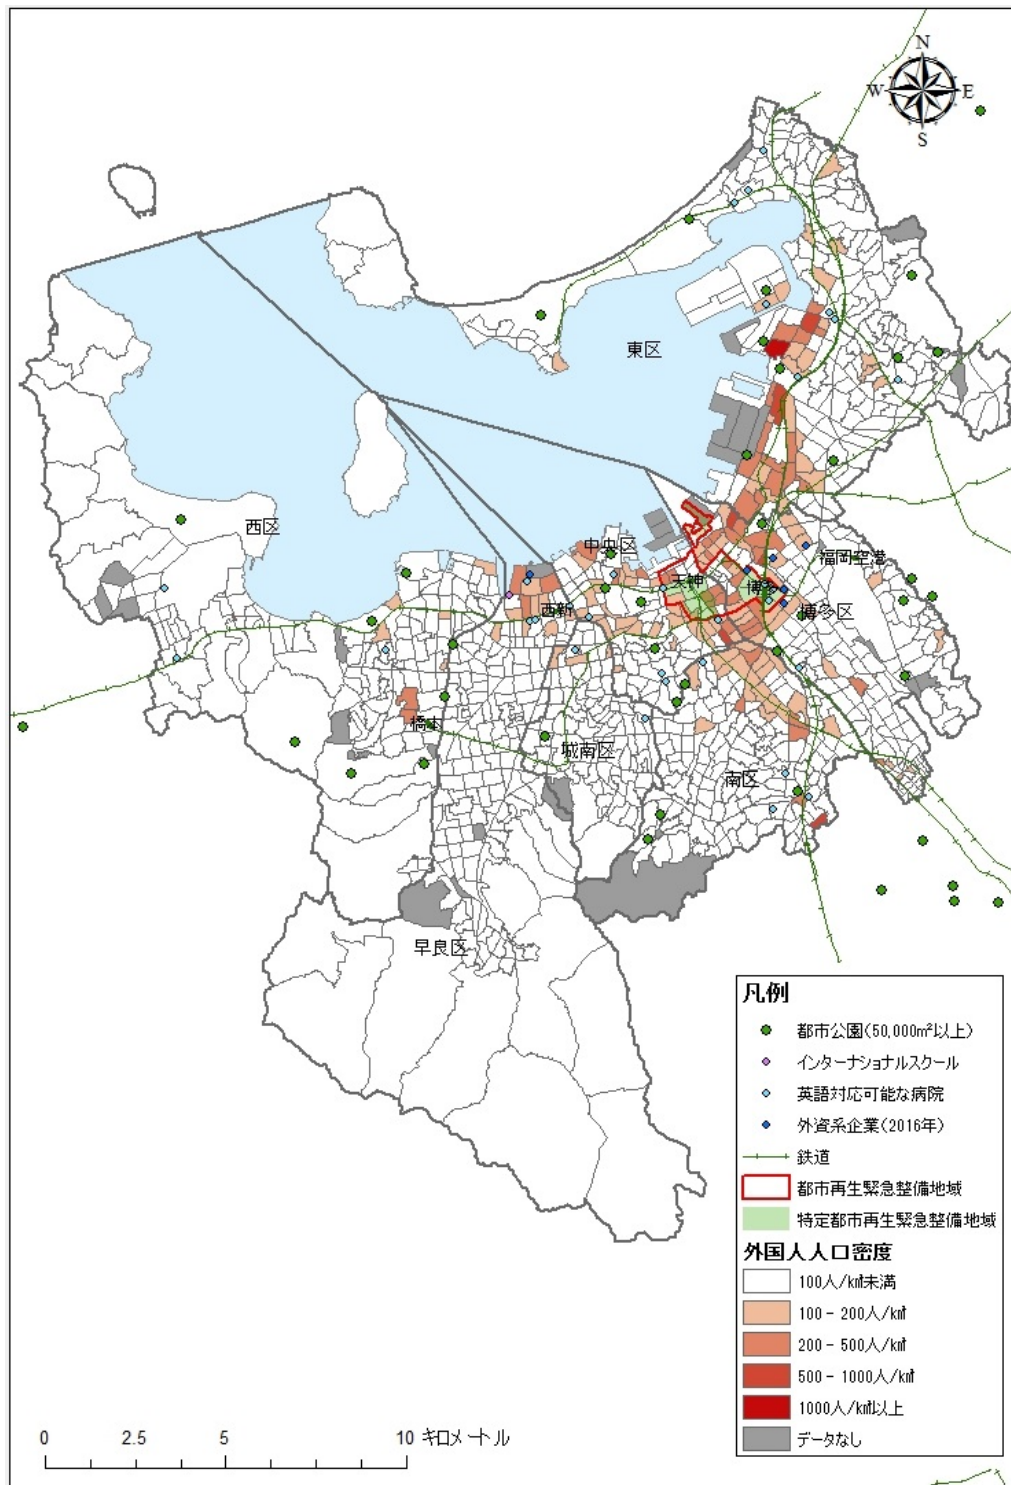 N
W
E
S
東区
西区
中央区
天神
博多
福岡空港
西新
博多区
橋本
城南区
南区
早良区
凡例
都市公園(50,000㎡以上)
インターナショナルスクール
英語対応可能な病院
外資系企業(2016年)
鉄道
都市再生緊急整備地域
特定都市再生緊急整備地域
外国人人口密度
100人/k㎡未満
100 - 200人/k㎡
200 - 500人/k㎡
500 - 1000人/k㎡
1000人/k㎡以上
データなし
0 2.5 5 10 キロメートル